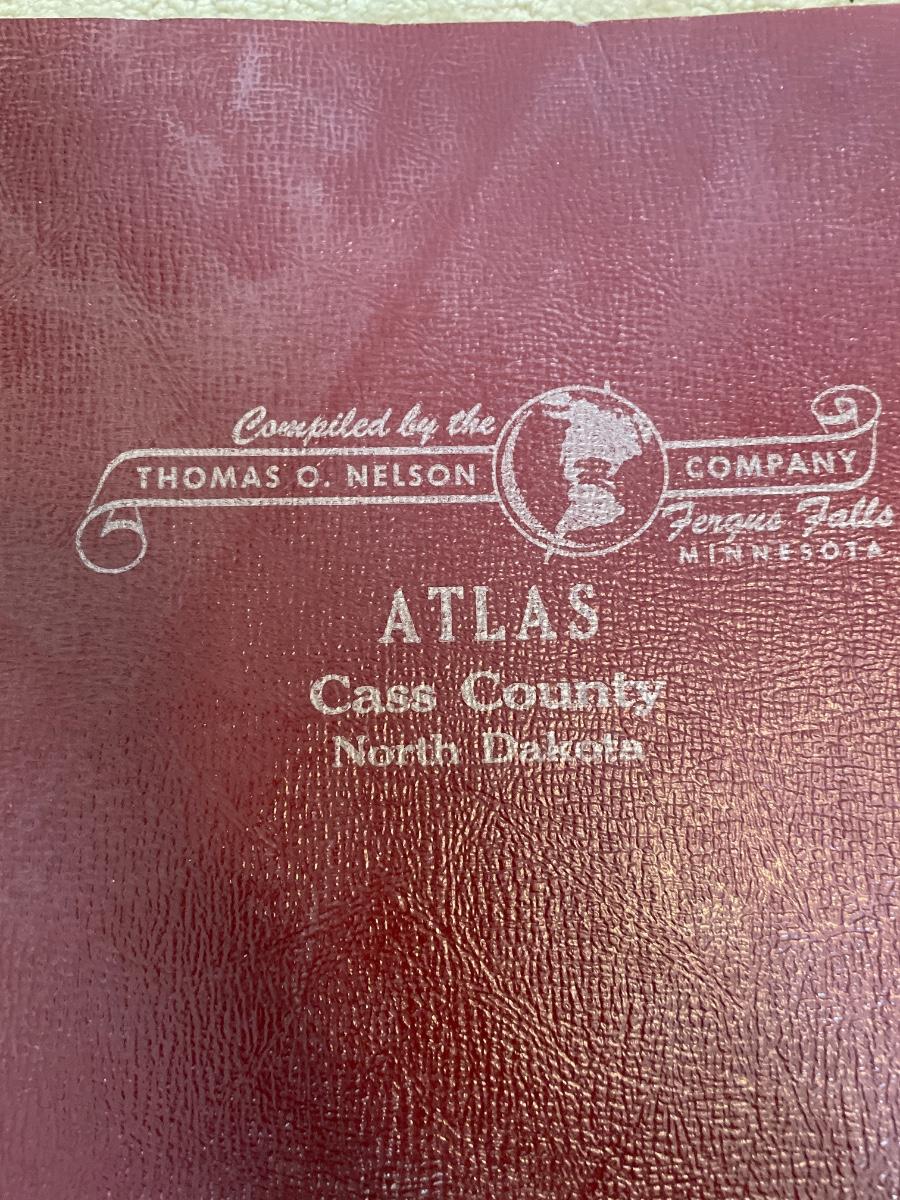 Compiled by the
THOMAS O. NELSON COMPANY
Fergus Falls
MINNESOTA
ATLAS
Cass County
North Dakota